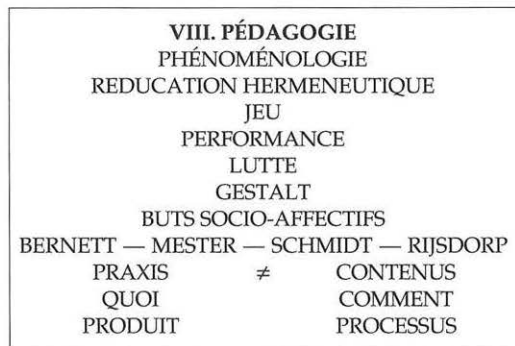 VIII. PÉDAGOGIE
PHÉNOMÉNOLOGIE
REDUCATION HERMENEUTIQUE
JEU
PERFORMANCE
LUTTE
GESTALT
BUTS SOCIO-AFFECTIFS
BERNETT — MESTER — SCHMIDT — RIJSDORP
PRAXIS ≠ CONTENUS
QUOI COMMENT
PRODUIT PROCESSUS